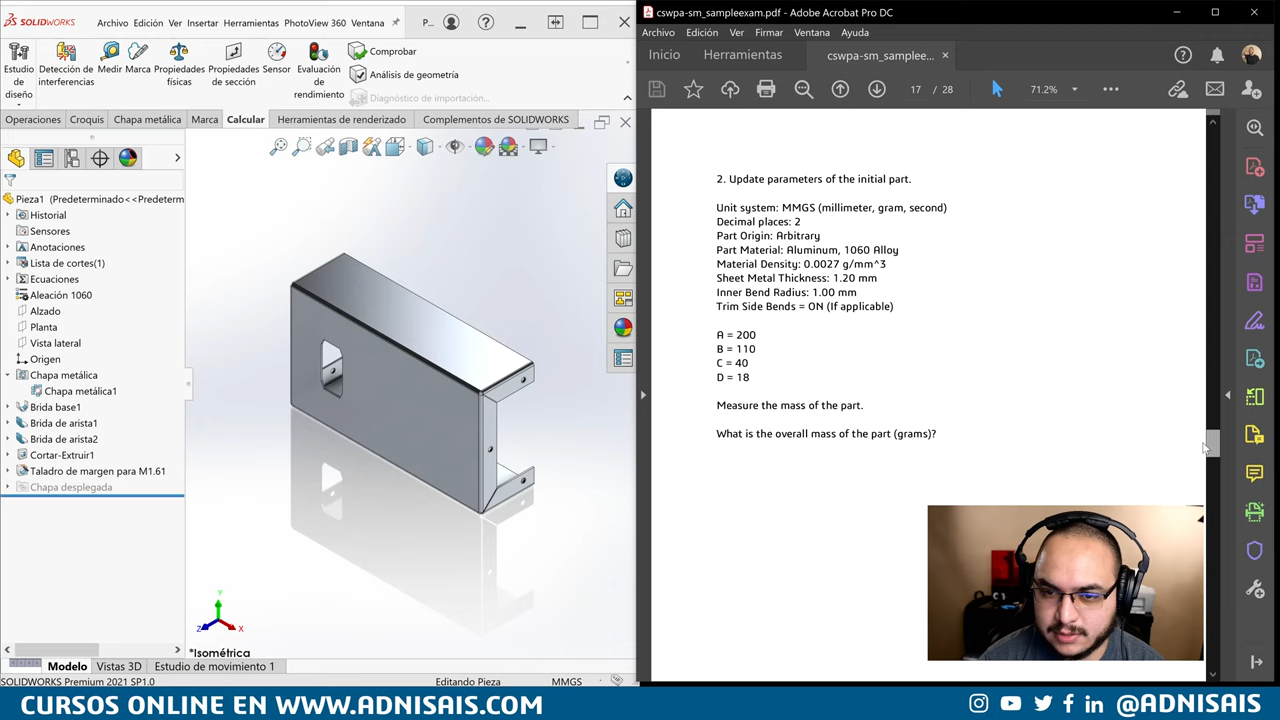 SOLIDWORKS
Archivo Edición Ver Insertar Herramientas PhotoView 360 Ventana
P...
Estudio de diseño
Detección de interferencias
Medir
Marca
Propiedades físicas
Propiedades de sección
Sensor
Evaluación de rendimiento
Comprobar
Análisis de geometría
Diagnóstico de importación...
Operaciones Croquis Chapa metálica Marca Calcular Herramientas de renderizado Complementos de SOLIDWORKS
Pieza1 (Predeterminado<<Predeterm
Historial
Sensores
Anotaciones
Lista de cortes(1)
Ecuaciones
Aleación 1060
Alzado
Planta
Vista lateral
Origen
Chapa metálica
Chapa metálica1
Brida base1
Brida de arista1
Brida de arista2
Cortar-Extruir1
Taladro de margen para M1.61
Chapa desplegada
Y
Z
X
*Isométrica
Modelo Vistas 3D Estudio de movimiento 1
SOLIDWORKS Premium 2021 SP1.0
Editando Pieza
MMGS
cswpa-sm_sampleexam.pdf - Adobe Acrobat Pro DC
Archivo Edición Ver Firmar Ventana Ayuda
Inicio Herramientas cswpa-sm_samplee...
17 / 28
71.2%
2. Update parameters of the initial part.
Unit system: MMGS (millimeter, gram, second)
Decimal places: 2
Part Origin: Arbitrary
Part Material: Aluminum, 1060 Alloy
Material Density: 0.0027 g/mm^3
Sheet Metal Thickness: 1.20 mm
Inner Bend Radius: 1.00 mm
Trim Side Bends = ON (If applicable)
A = 200
B = 110
C = 40
D = 18
Measure the mass of the part.
What is the overall mass of the part (grams)?
CURSOS ONLINE EN WWW.ADNISAIS.COM
@ADNISAIS